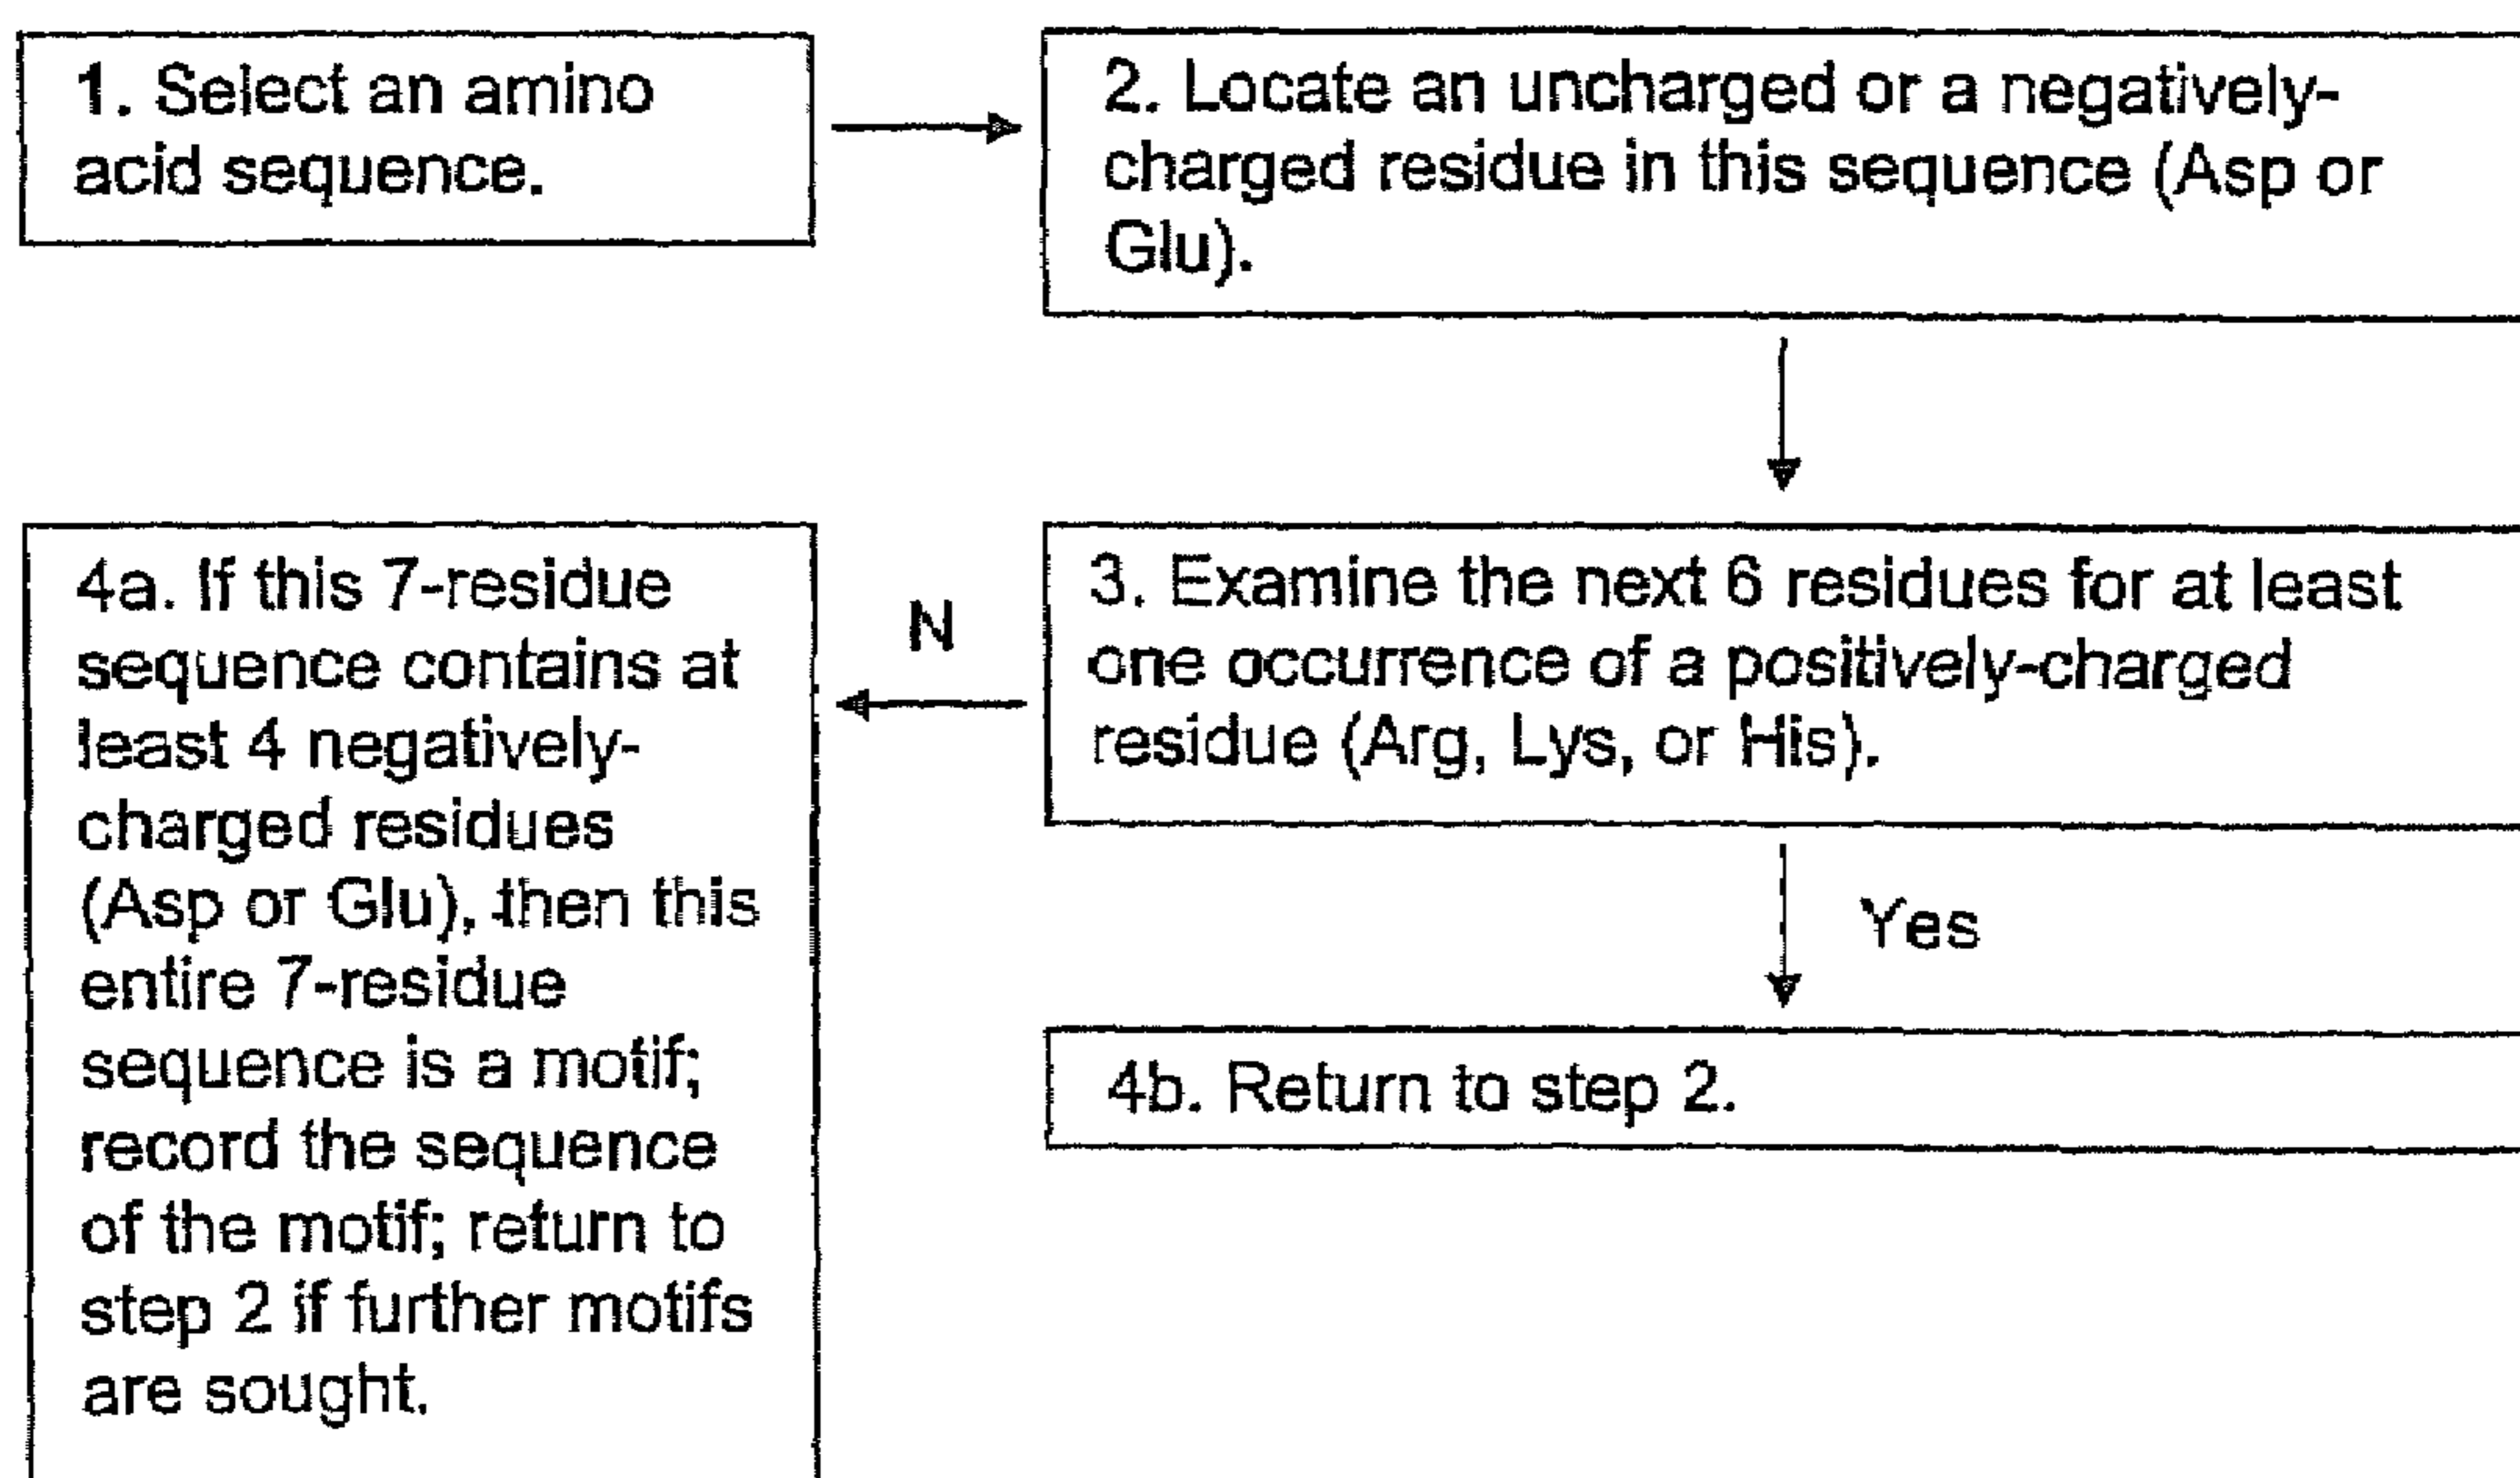 1. Select an amino
acid sequence.
2. Locate an uncharged or a negatively-
charged residue in this sequence (Asp or
Glu).
3. Examine the next 6 residues for at least
one occurrence of a positively-charged
residue (Arg, Lys, or His).
N
4a. If this 7-residue
sequence contains at
least 4 negatively-
charged residues
(Asp or Glu), then this
entire 7-residue
sequence is a motif;
record the sequence
of the motif; return to
step 2 if further motifs
are sought.
Yes
4b. Return to step 2.